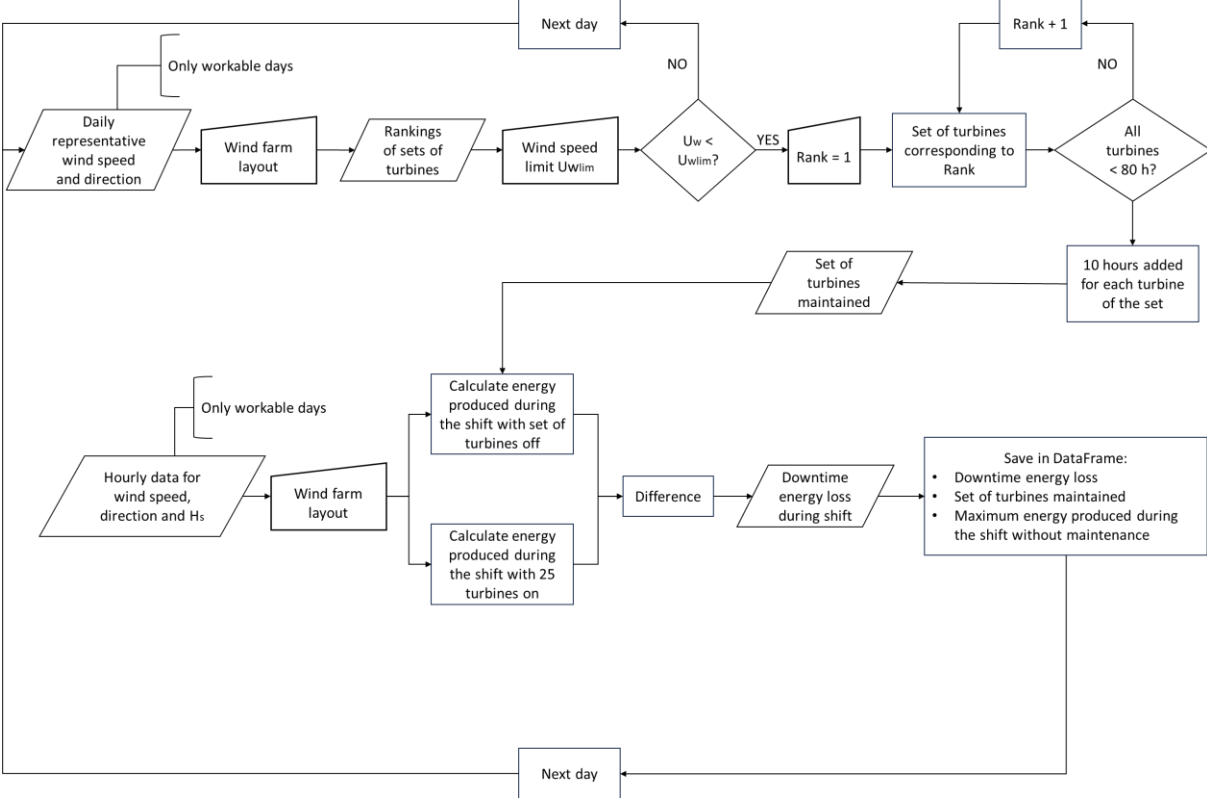 Next day
Rank + 1
NO
NO
Only workable days
Daily
representative
wind speed
and direction
Wind farm
layout
Rankings
of sets of
turbines
Wind speed
limit Uwlim
Uw <
Uwlim?
YES
Rank = 1
Set of turbines
corresponding to
Rank
All
turbines
< 80 h?
Set of
turbines
maintained
10 hours added
for each turbine
of the set
Only workable days
Calculate energy
produced during
the shift with set of
turbines off
Hourly data for
wind speed,
direction and Hs
Wind farm
layout
Calculate energy
produced during
the shift with 25
turbines on
Difference
Downtime
energy loss
during shift
Save in DataFrame:
• Downtime energy loss
• Set of turbines maintained
• Maximum energy produced during
the shift without maintenance
Next day